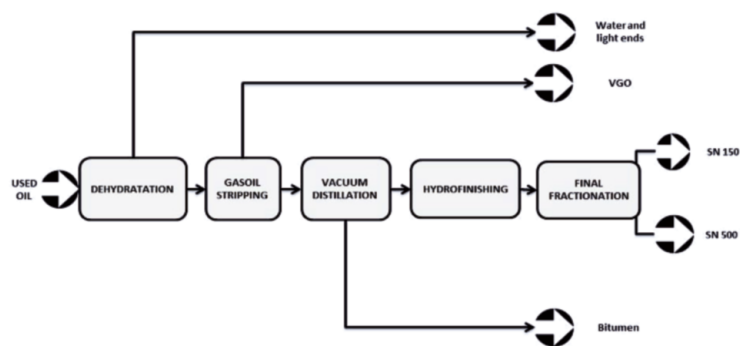 Water and
light ends
VGO
USED
OIL
DEHYDRATATION
GASOIL
STRIPPING
VACUUM
DISTILLATION
HYDROFINISHING
FINAL
FRACTIONATION
SN 150
SN 500
Bitumen